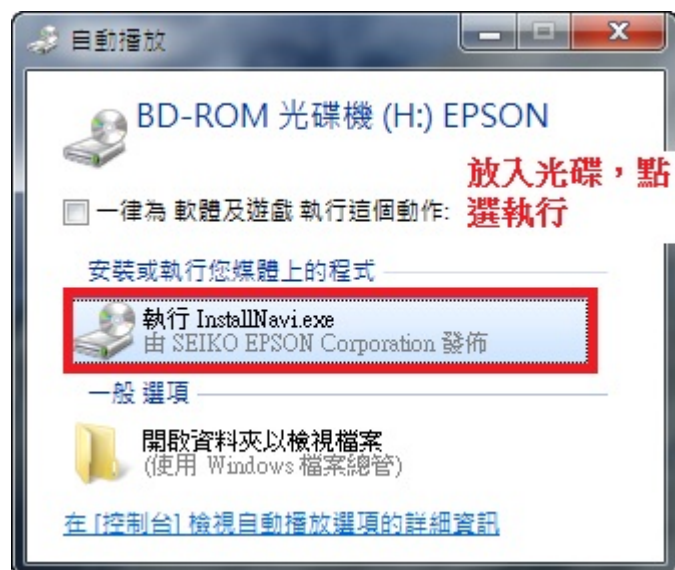 自動播放
BD-ROM 光碟機 (H:) EPSON
放入光碟，點
選執行
一律為 軟體及遊戲 執行這個動作:
安裝或執行您媒體上的程式
執行 InstallNavi.exe
由 SEIKO EPSON Corporation 發佈
一般 選項
開啟資料夾以檢視檔案
(使用 Windows 檔案總管)
在 [控制台] 檢視自動播放選項的詳細資訊